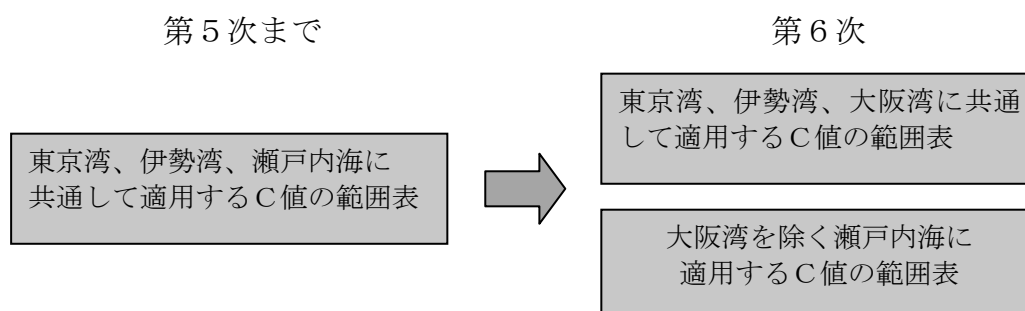 第５次まで
東京湾、伊勢湾、瀬戸内海に
共通して適用するＣ値の範囲表
第６次
東京湾、伊勢湾、大阪湾に共通
して適用するＣ値の範囲表
大阪湾を除く瀬戸内海に
適用するＣ値の範囲表